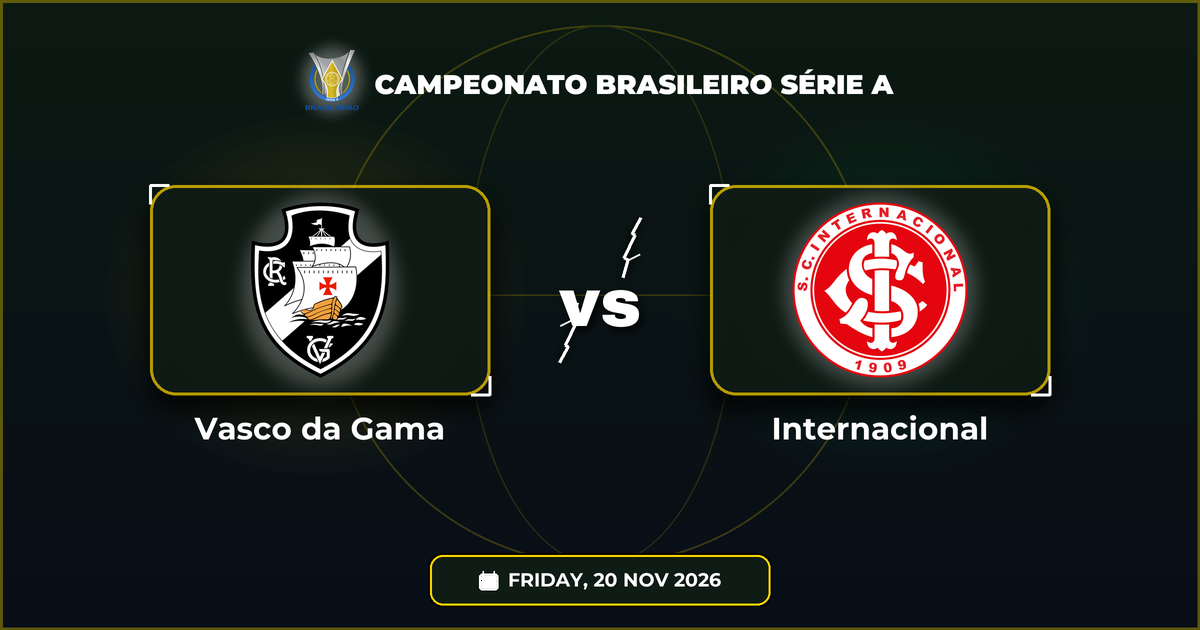 CAMPEONATO BRASILEIRO SÉRIE A
VS
S. C. INTERNACIONAL
1909
Vasco da Gama
Internacional
FRIDAY, 20 NOV 2026